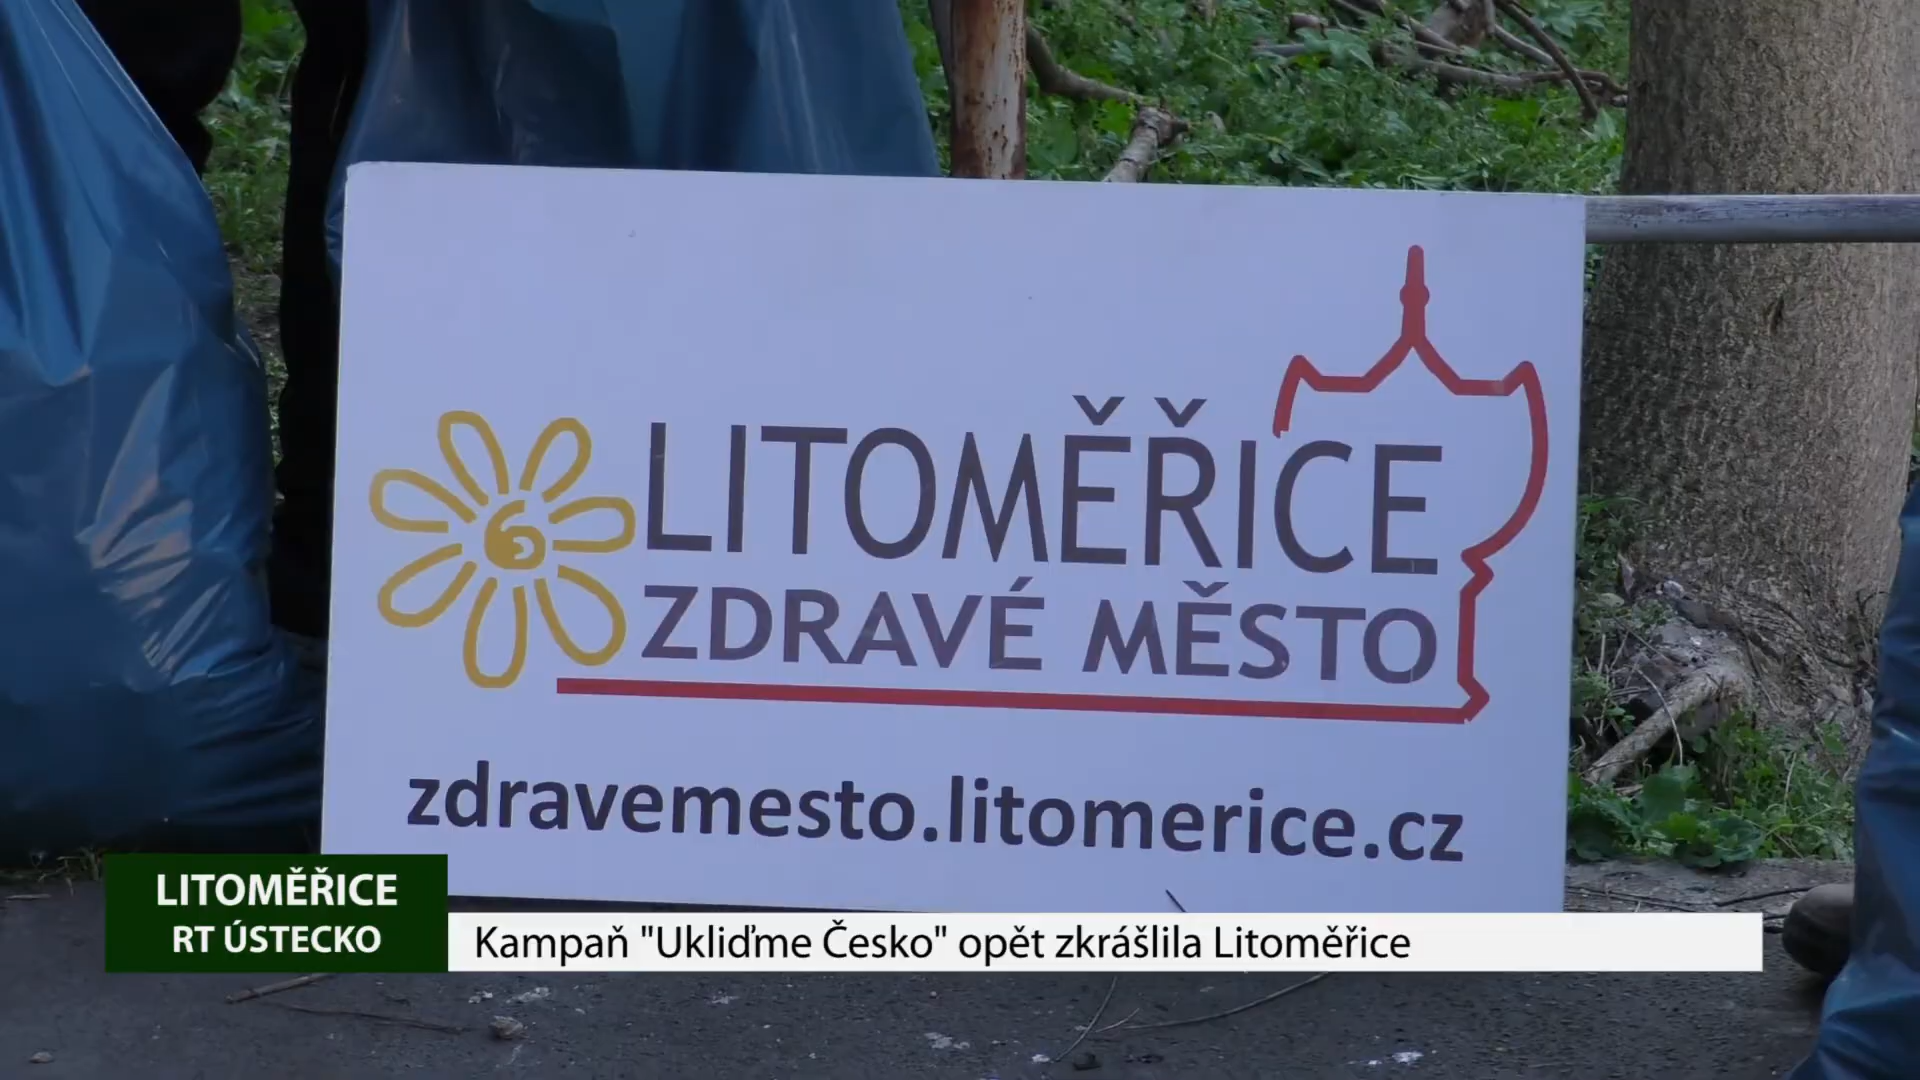 LITOMĚŘICE
ZDRAVÉ MĚSTO
zdravemesto.litomerice.cz
LITOMĚŘICE
RT ÚSTECKO
Kampaň "Ukliďme Česko" opět zkrášlila Litoměřice